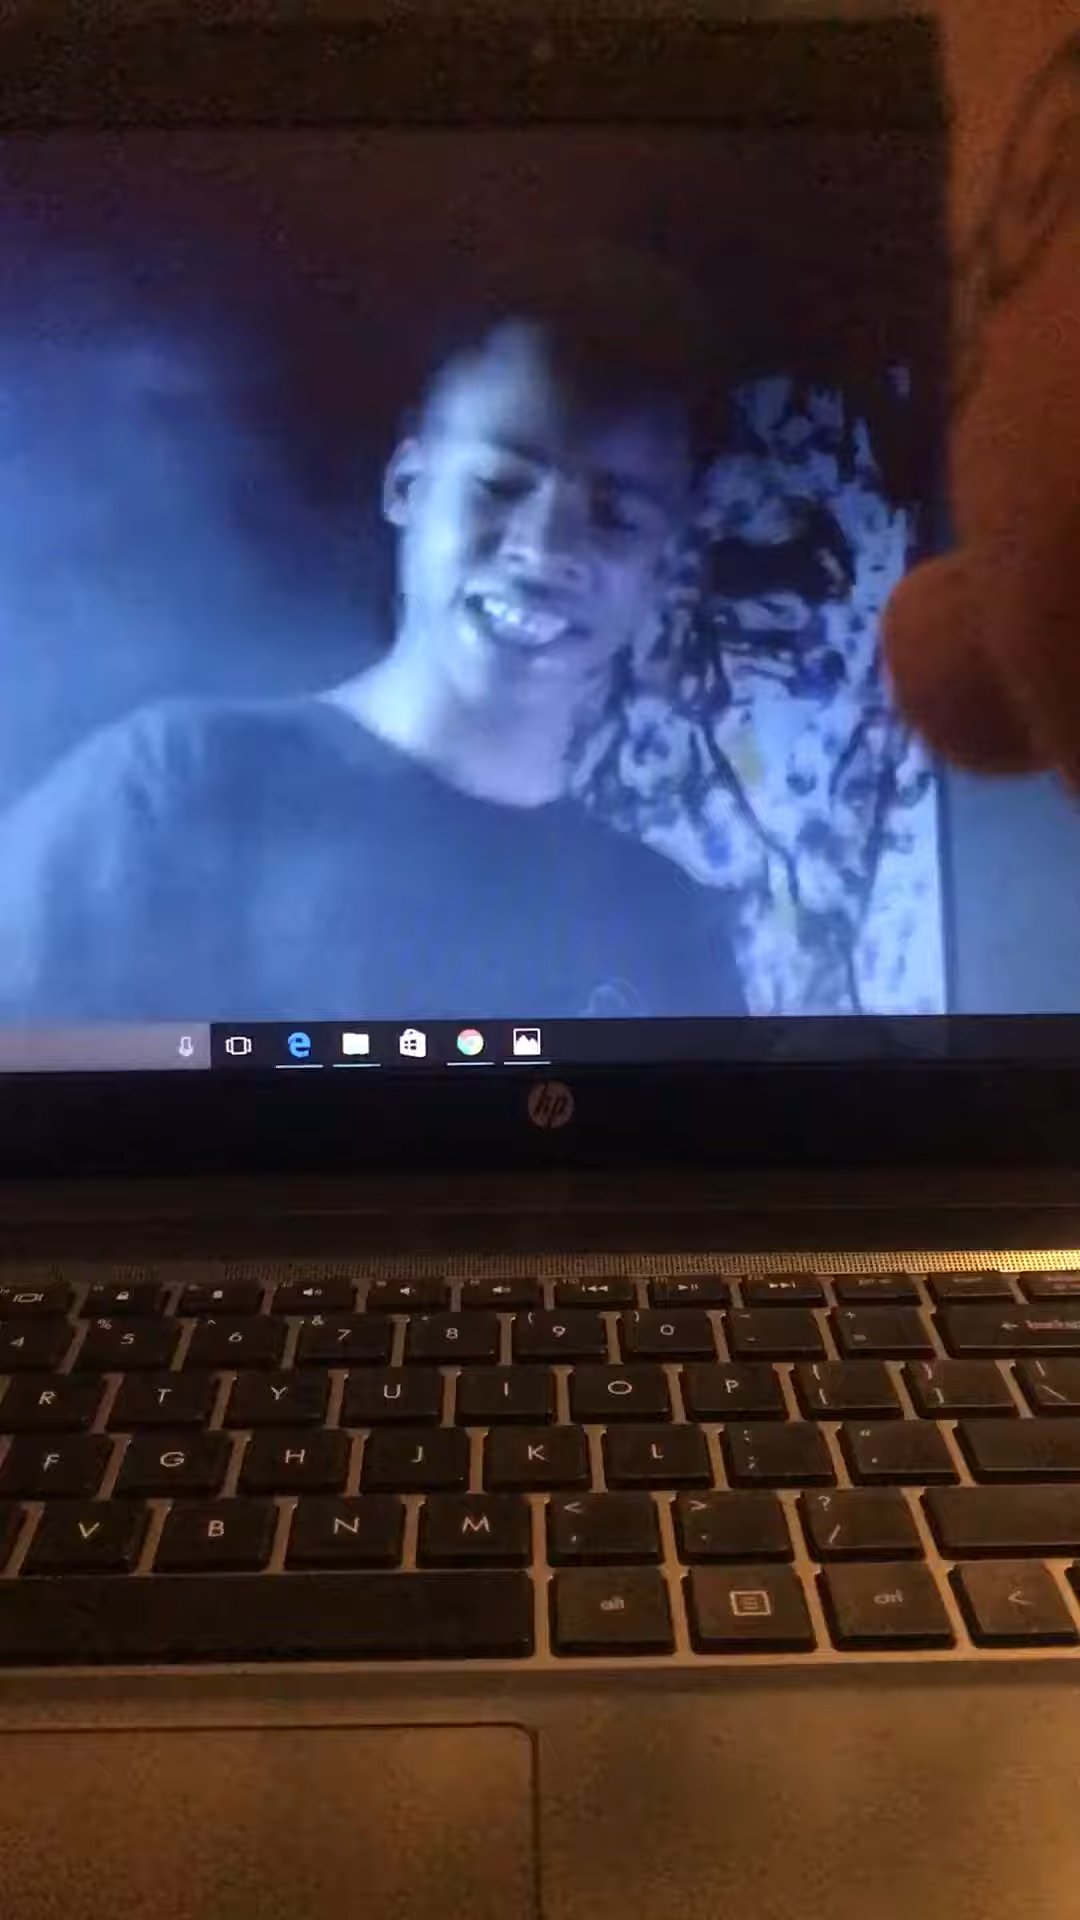 hp
% 5 ^ 6 & 7 * 8 ( 9 ) 0 - + =
R T Y U I O P { [ } ] | \
F G H J K L : ; " '
V B N M < , > . ? /
alt ctrl <